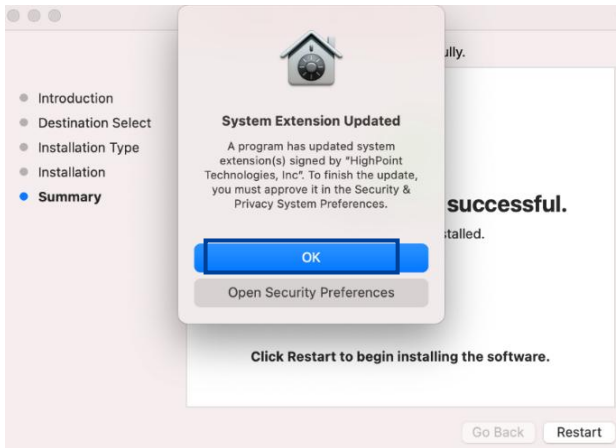 ully.
Introduction
Destination Select
Installation Type
Installation
Summary
System Extension Updated
A program has updated system
extension(s) signed by "HighPoint
Technologies, Inc". To finish the update,
you must approve it in the Security &
Privacy System Preferences.
OK
Open Security Preferences
successful.
stalled.
Click Restart to begin installing the software.
Go Back
Restart